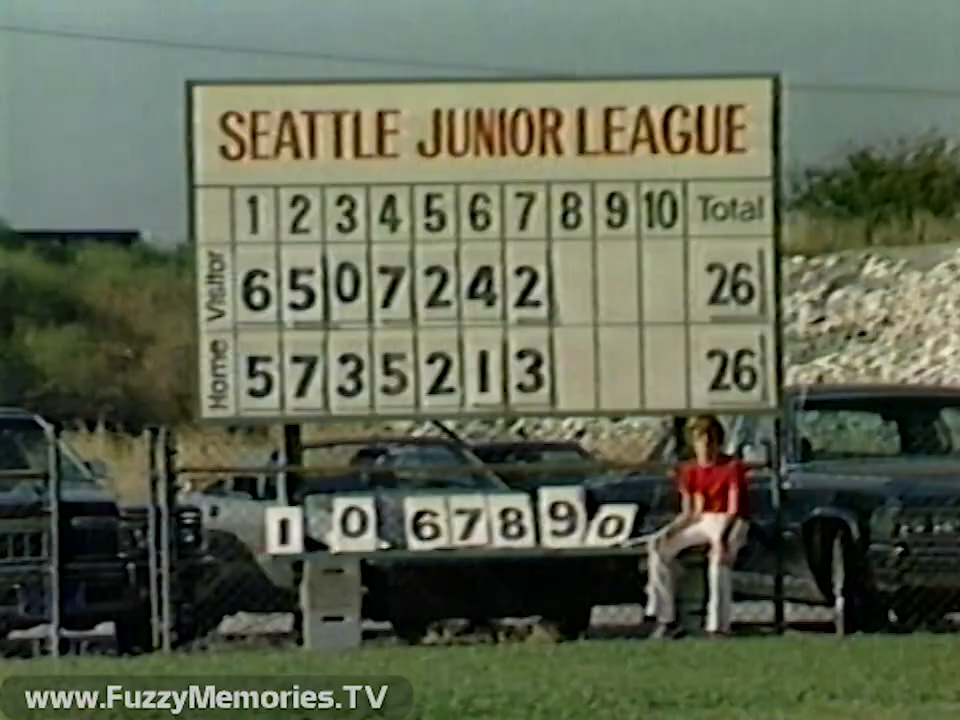 SEATTLE JUNIOR LEAGUE
1 2 3 4 5 6 7 8 9 10 Total
Visitor 6 5 0 7 2 4 2 26
Home 5 7 3 5 2 1 3 26
1 0 6 7 8 9 0
www.FuzzyMemories.TV